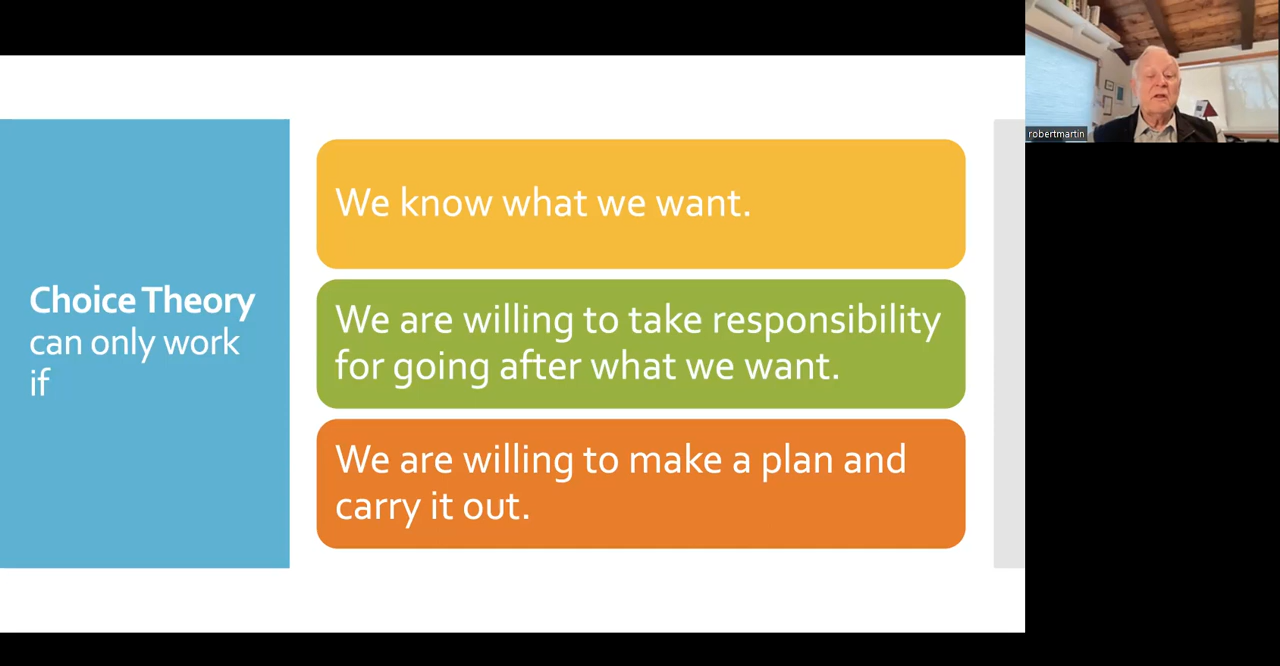 Choice Theory
can only work
if
We know what we want.
We are willing to take responsibility
for going after what we want.
We are willing to make a plan and
carry it out.
robertmartin